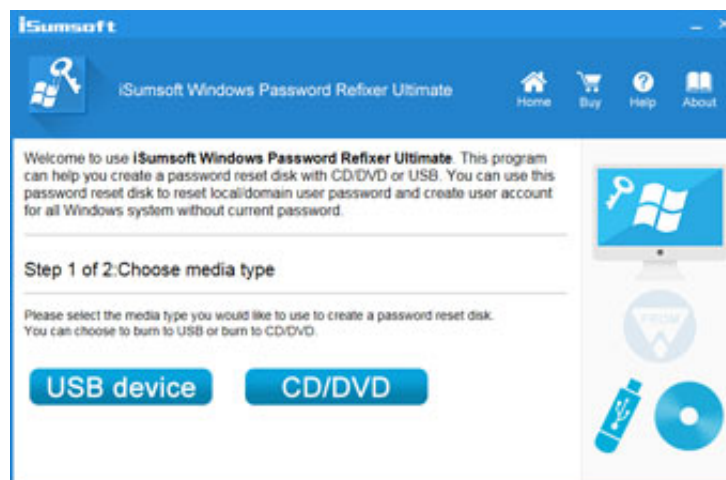 iSumsoft
iSumsoft Windows Password Refixer Ultimate
Home Buy Help About
Welcome to use iSumsoft Windows Password Refixer Ultimate. This program
can help you create a password reset disk with CD/DVD or USB. You can use this
password reset disk to reset local/domain user password and create user account
for all Windows system without current password.
Step 1 of 2:Choose media type
Please select the media type you would like to use to create a password reset disk.
You can choose to burn to USB or burn to CD/DVD.
USB device CD/DVD
FROM